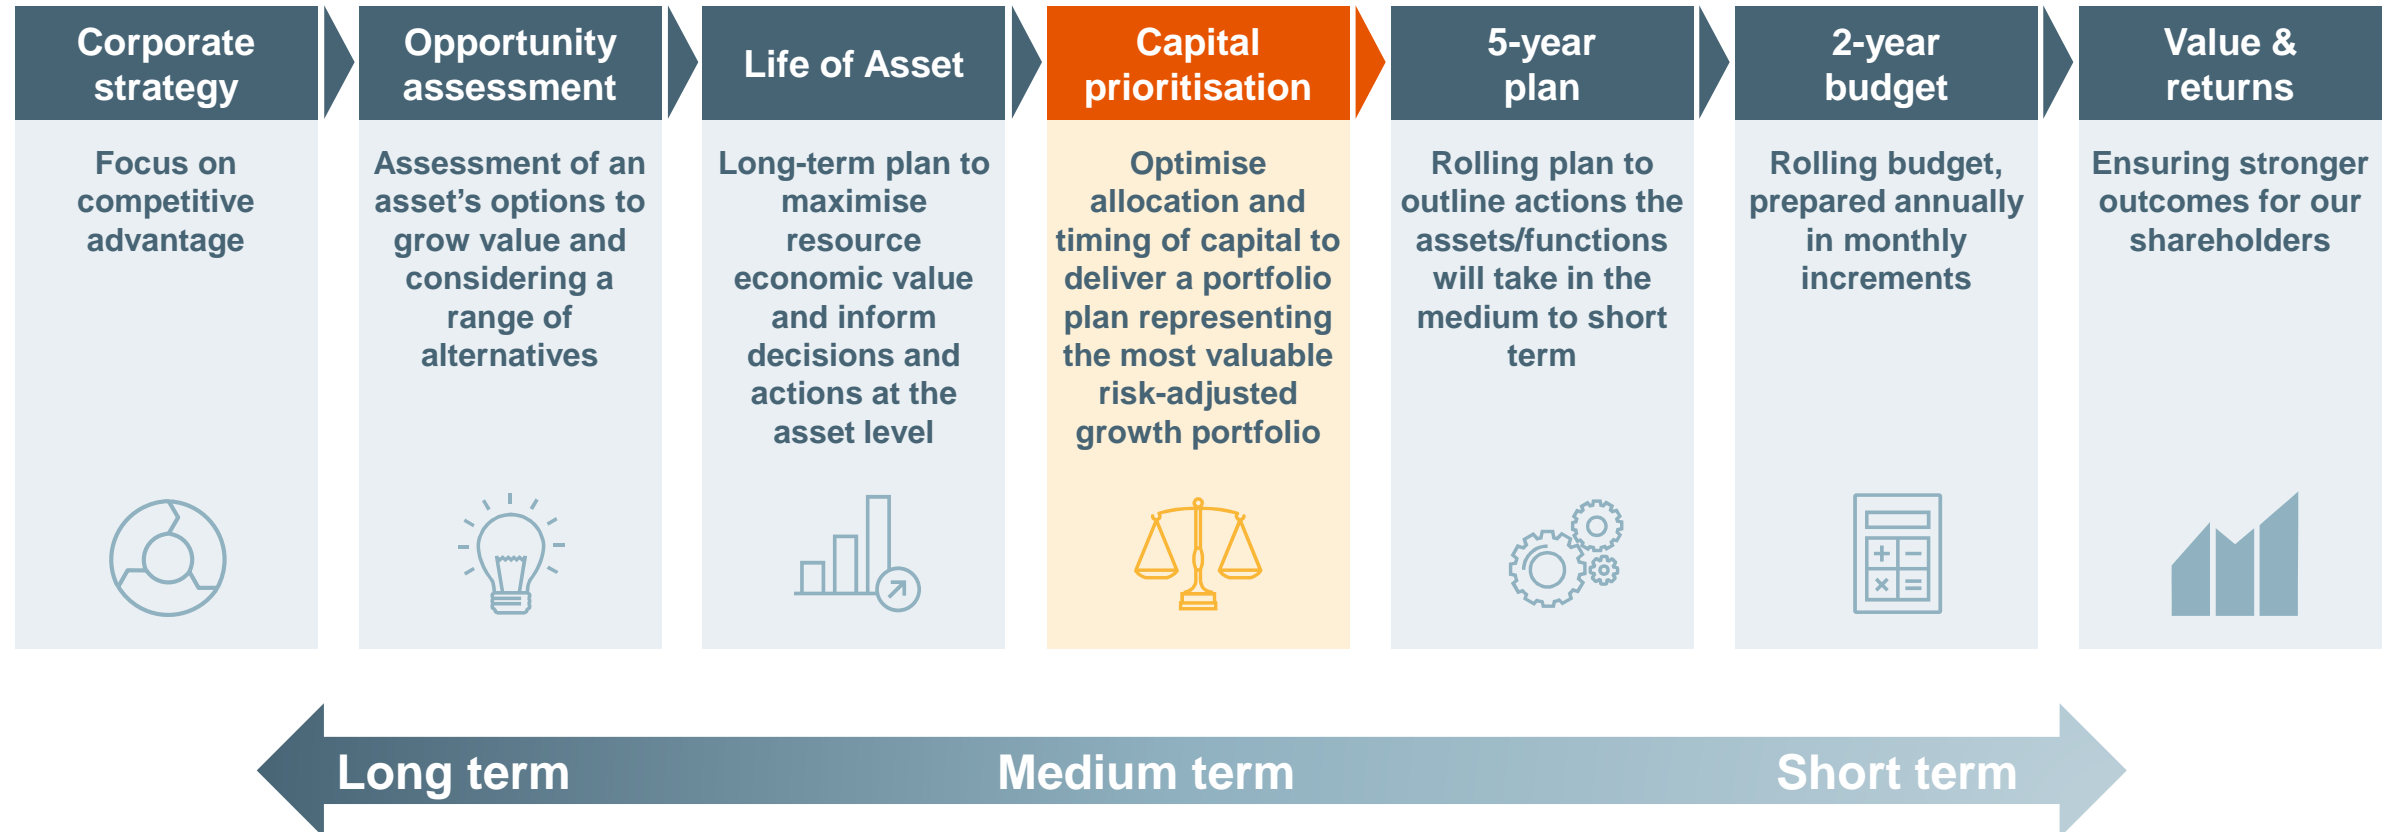 Corporate
strategy
Focus on
competitive
advantage
Opportunity
assessment
Assessment of an
asset’s options to
grow value and
considering a
range of
alternatives
Life of Asset
Long-term plan to
maximise
resource
economic value
and inform
decisions and
actions at the
asset level
Capital
prioritisation
Optimise
allocation and
timing of capital to
deliver a portfolio
plan representing
the most valuable
risk-adjusted
growth portfolio
5-year
plan
Rolling plan to
outline actions the
assets/functions
will take in the
medium to short
term
2-year
budget
Rolling budget,
prepared annually
in monthly
increments
Value &
returns
Ensuring stronger
outcomes for our
shareholders
Long term
Medium term
Short term